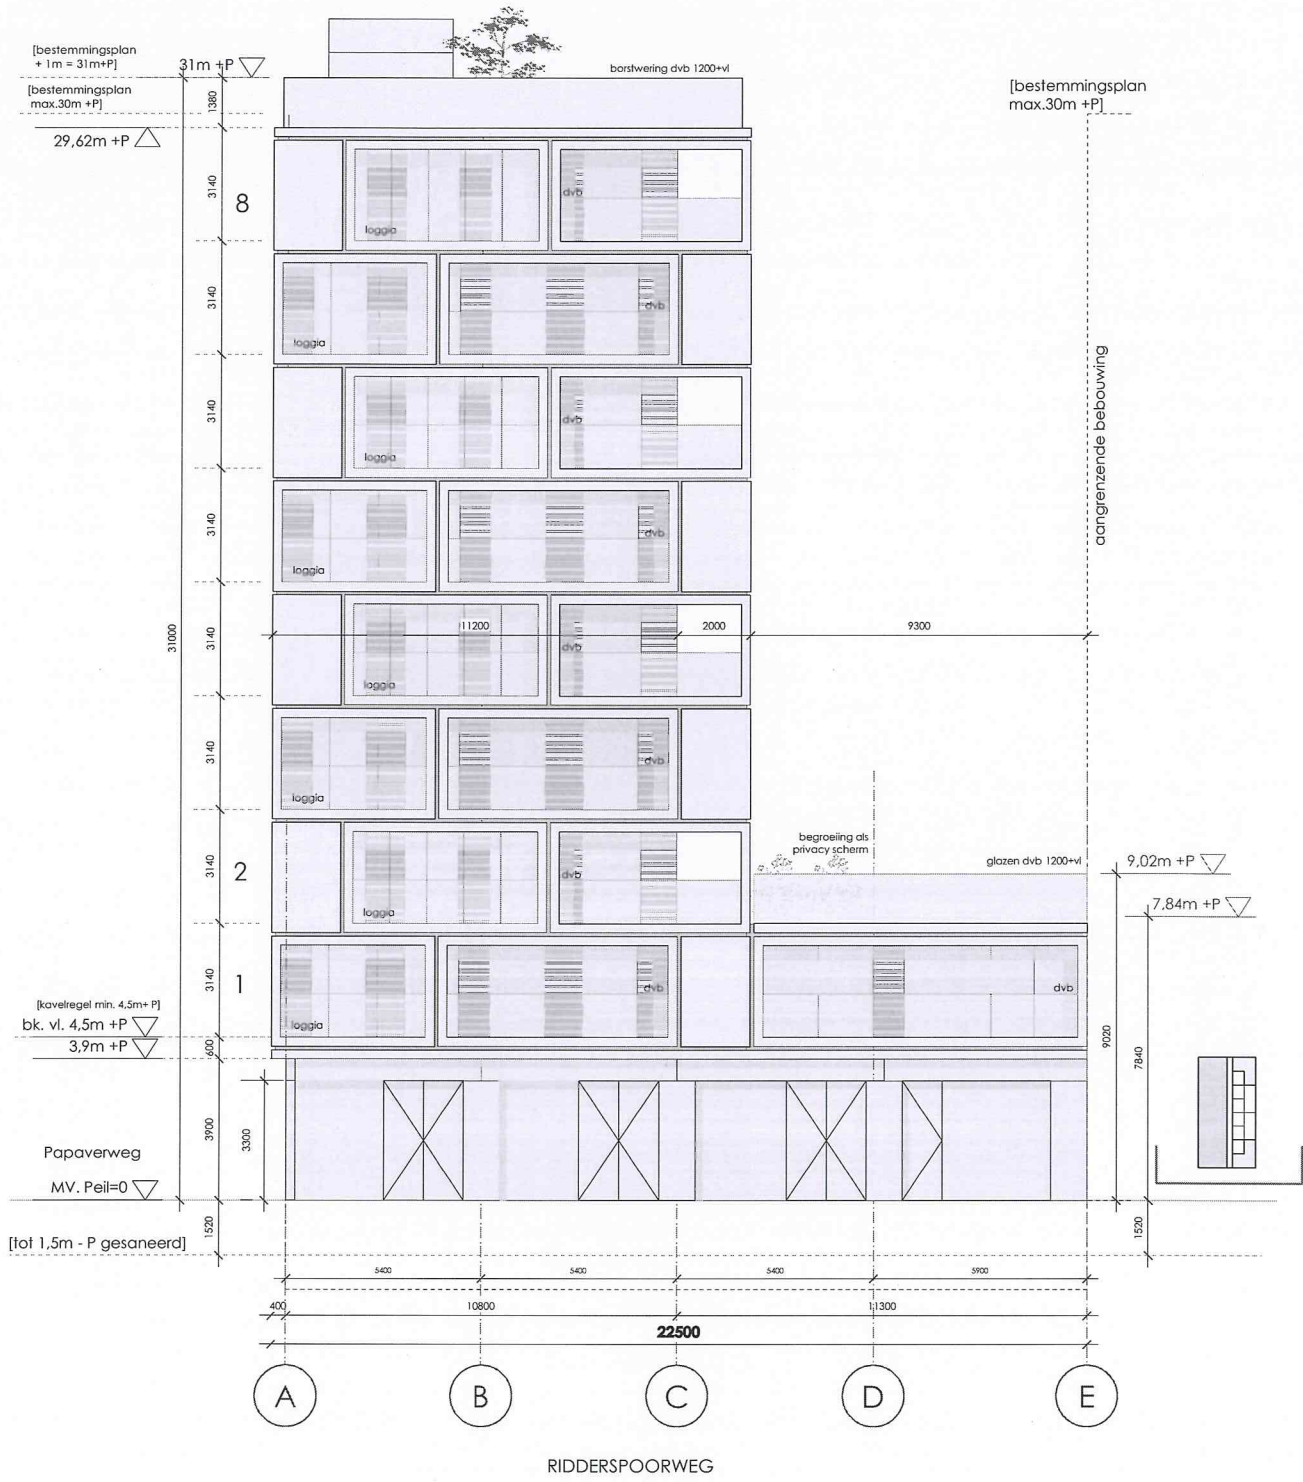 [bestemmingsplan
+ 1m = 31m+P]
31m +P
borstwering dvb 1200+vl
[bestemmingsplan
max.30m +P]
[bestemmingsplan
max.30m +P]
1380
29,62m +P
3140
8
dvb
loggia
3140
dvb
loggia
aangrenzende bebouwing
3140
dvb
loggia
3140
dvb
loggia
31000
3140
11200
2000
9300
dvb
loggia
3140
dvb
loggia
begroeiing als
privacy scherm
glazen dvb 1200+vl
9,02m +P
3140
2
dvb
loggia
7,84m +P
3140
1
dvb
dvb
loggia
[kavelregel min. 4,5m+ P]
bk. vl. 4,5m +P
3,9m +P
600
9020
7840
3900
3300
Papaverweg
MV. Peil=0
1520
1520
[tot 1,5m - P gesaneerd]
5400
5400
5400
5900
400
10800
11300
22500
A
B
C
D
E
RIDDERSPOORWEG